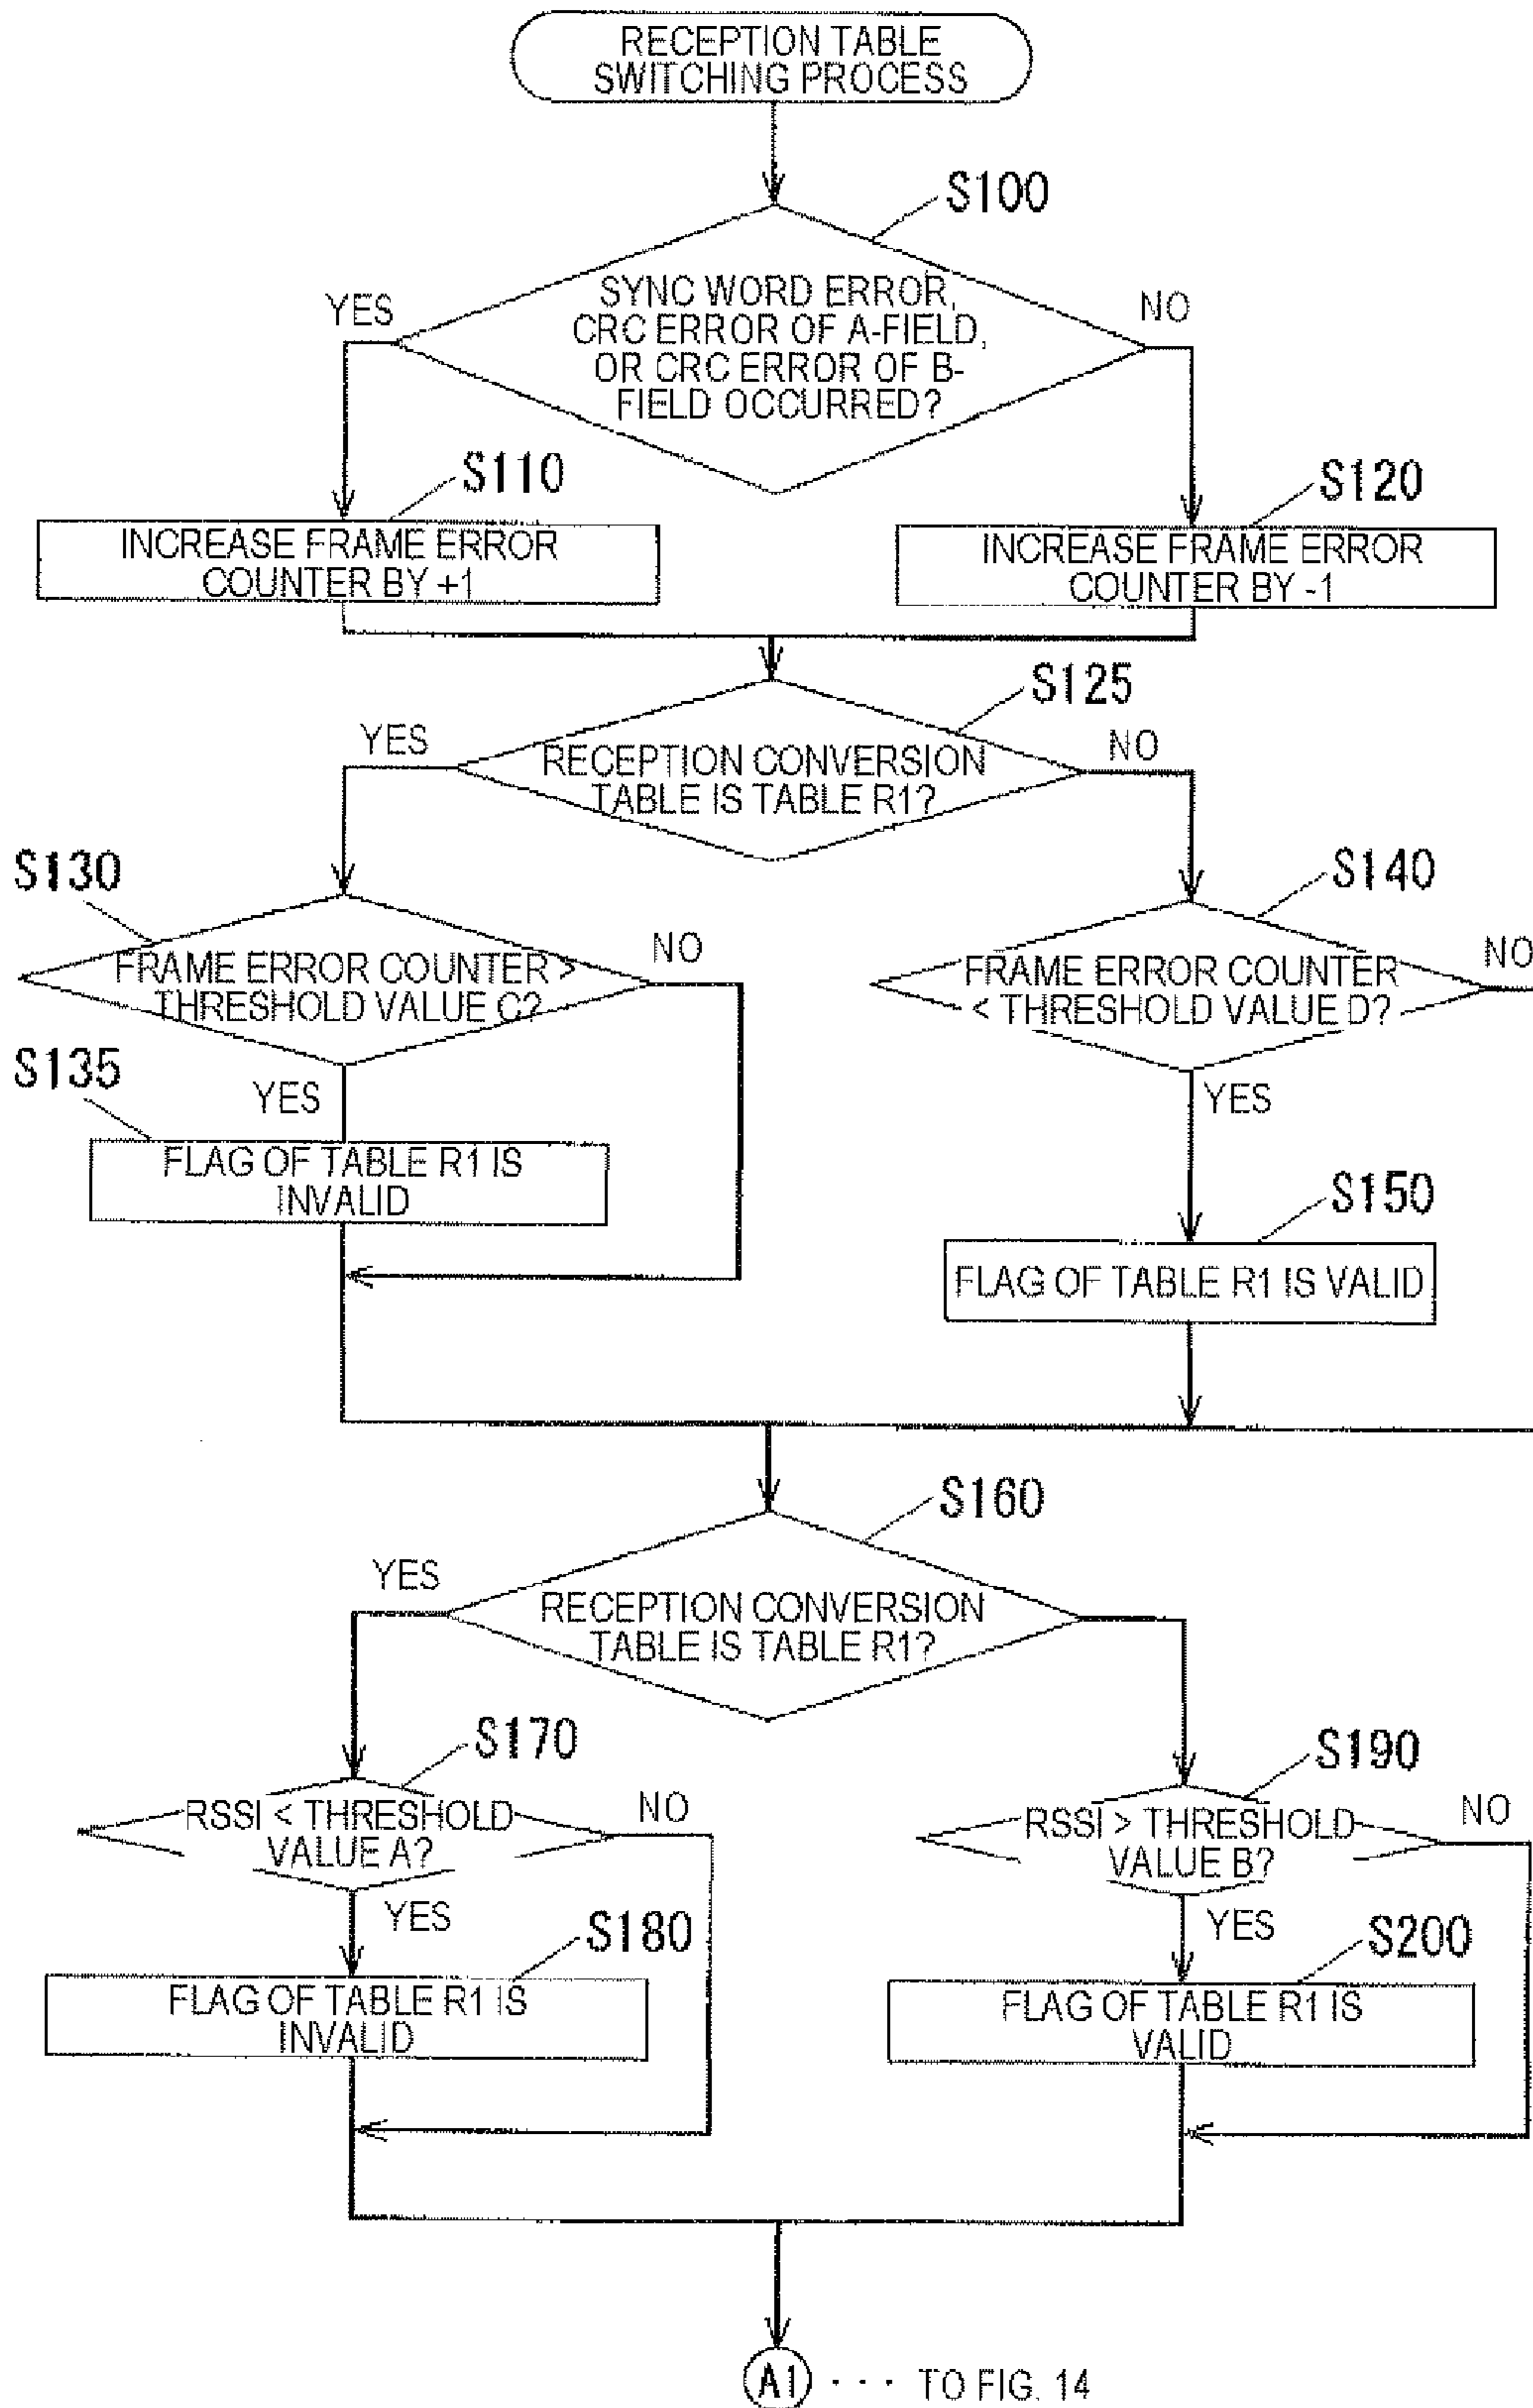 RECEPTION TABLE
SWITCHING PROCESS
S100
SYNC WORD ERROR,
CRC ERROR OF A-FIELD,
OR CRC ERROR OF B-
FIELD OCCURRED?
YES
NO
S110
INCREASE FRAME ERROR
COUNTER BY +1
S120
INCREASE FRAME ERROR
COUNTER BY -1
S125
RECEPTION CONVERSION
TABLE IS TABLE R1?
YES
NO
S130
FRAME ERROR COUNTER >
THRESHOLD VALUE C?
NO
S140
FRAME ERROR COUNTER
< THRESHOLD VALUE D?
NO
S135
YES
FLAG OF TABLE R1 IS
INVALID
YES
S150
FLAG OF TABLE R1 IS VALID
S160
RECEPTION CONVERSION
TABLE IS TABLE R1?
YES
S170
RSSI < THRESHOLD
VALUE A?
NO
S190
RSSI > THRESHOLD
VALUE B?
NO
YES
S180
FLAG OF TABLE R1 IS
INVALID
YES
S200
FLAG OF TABLE R1 IS
VALID
A1 · · · TO FIG. 14